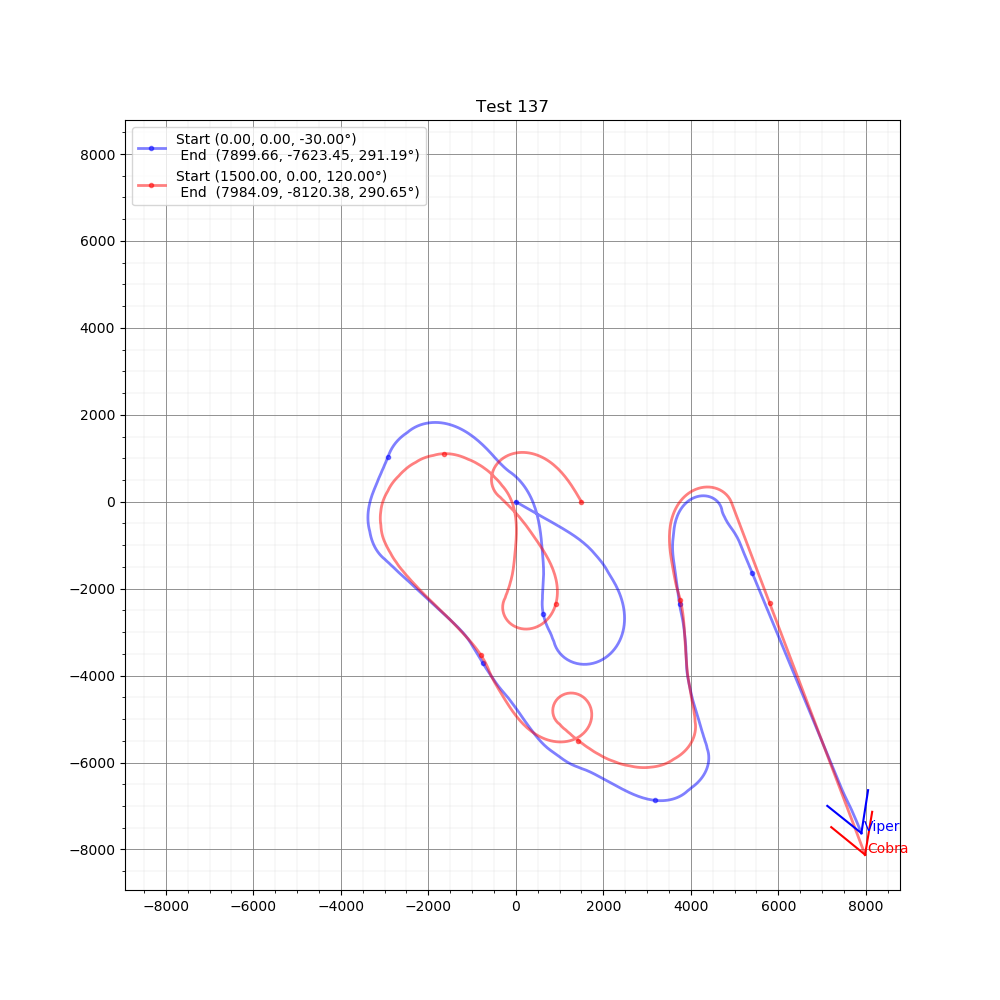 Test 137
Start (0.00, 0.00, -30.00°)
End (7899.66, -7623.45, 291.19°)
Start (1500.00, 0.00, 120.00°)
End (7984.09, -8120.38, 290.65°)
8000
6000
4000
2000
0
−2000
−4000
−6000
−8000
Viper
Cobra
−8000 −6000 −4000 −2000 0 2000 4000 6000 8000